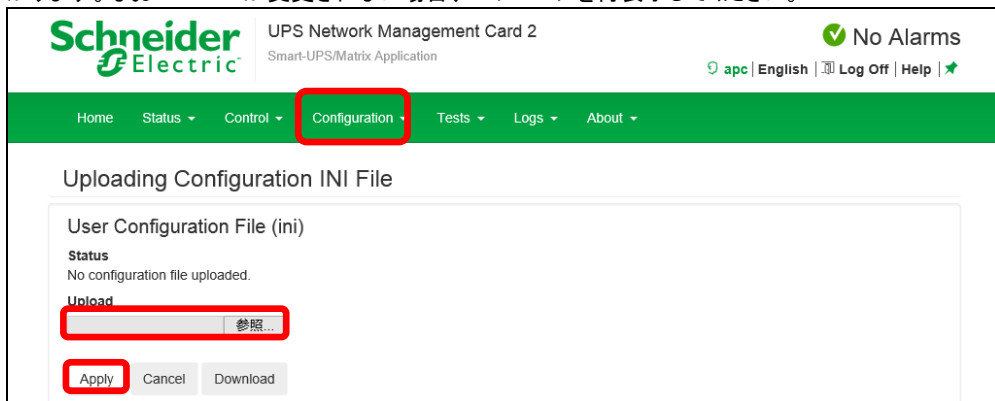 Schneider Electric
UPS Network Management Card 2
Smart-UPS/Matrix Application
No Alarms
apc | English | Log Off | Help |
Home Status Control Configuration Tests Logs About
Uploading Configuration INI File
User Configuration File (ini)
Status
No configuration file uploaded.
Upload
参照...
Apply Cancel Download